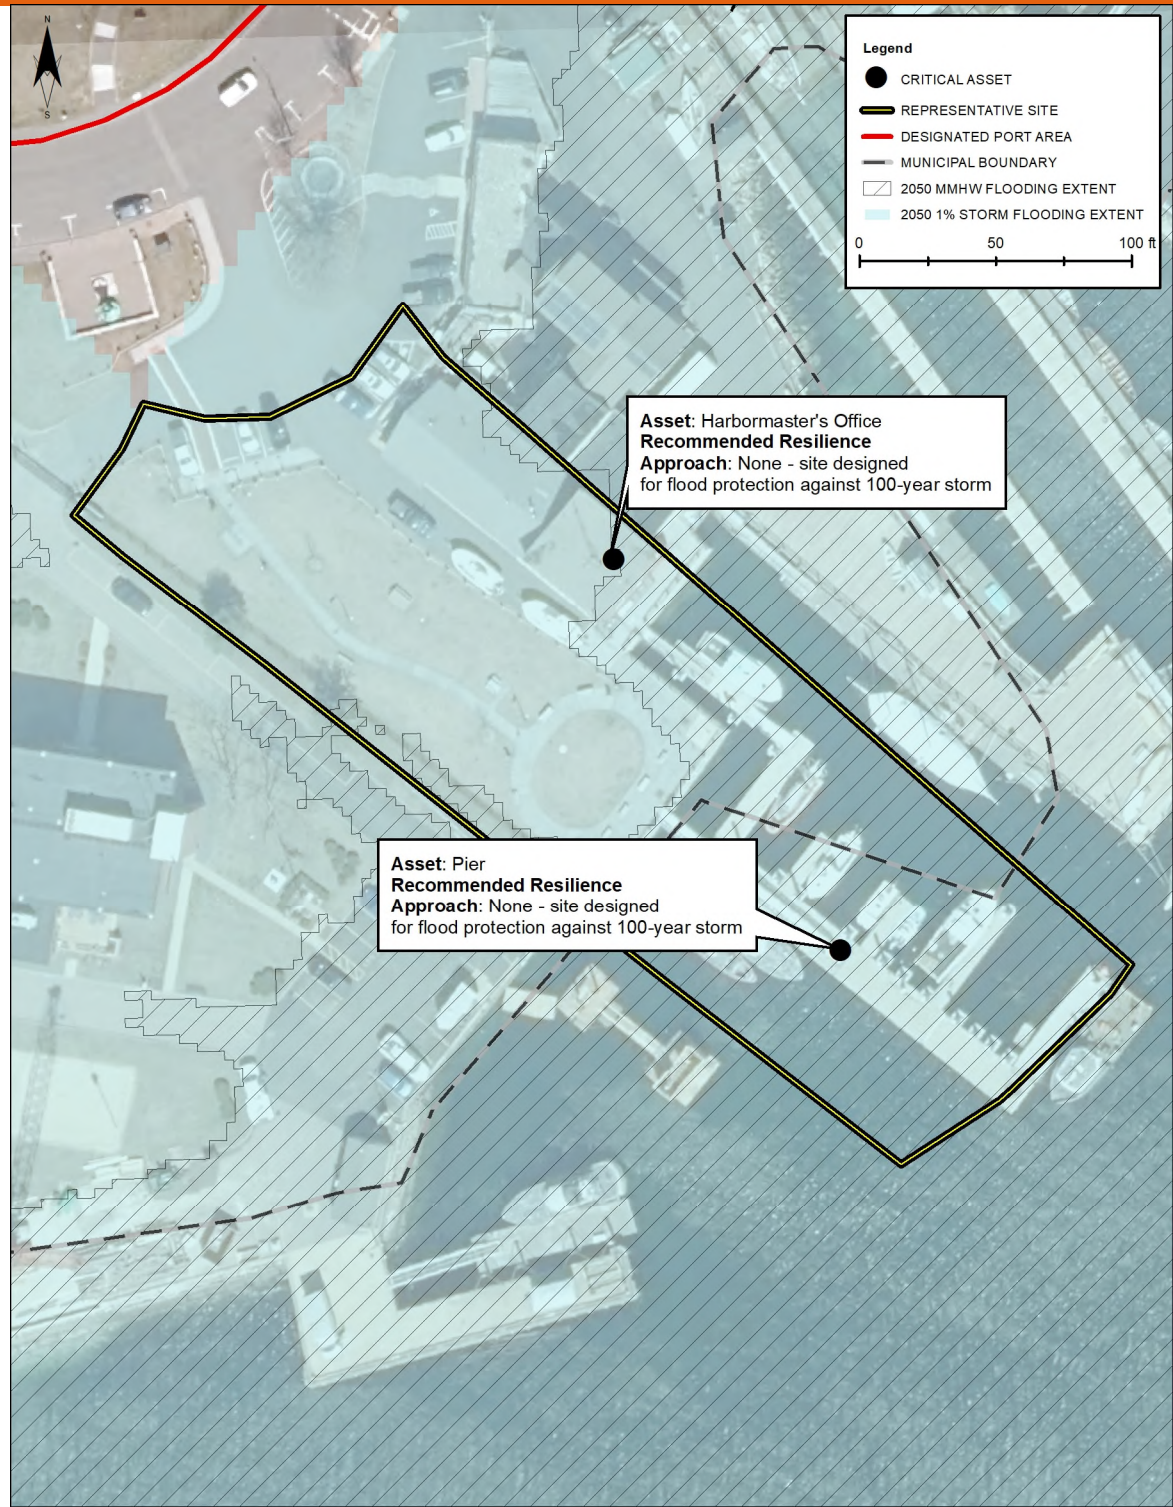 N
S
Legend
CRITICAL ASSET
REPRESENTATIVE SITE
DESIGNATED PORT AREA
MUNICIPAL BOUNDARY
2050 MMHW FLOODING EXTENT
2050 1% STORM FLOODING EXTENT
0 50 100 ft
Asset: Harbormaster's Office
Recommended Resilience
Approach: None - site designed
for flood protection against 100-year storm
Asset: Pier
Recommended Resilience
Approach: None - site designed
for flood protection against 100-year storm